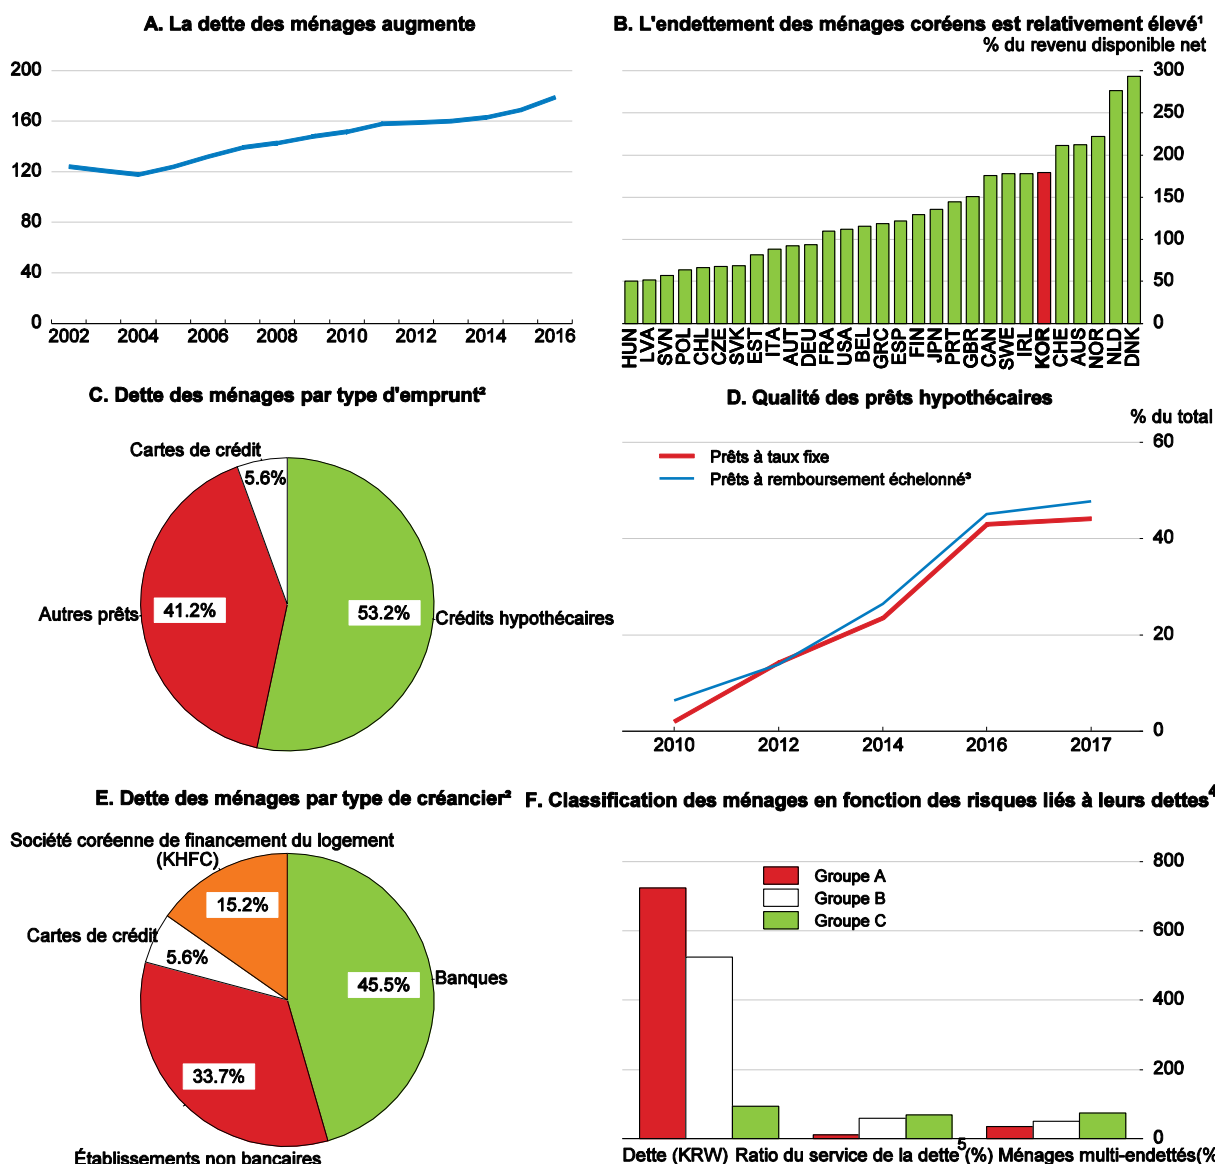 A. La dette des ménages augmente
200
160
120
80
40
0
2002 2004 2006 2008 2010 2012 2014 2016
B. L'endettement des ménages coréens est relativement élevé¹
% du revenu disponible net
300
250
200
150
100
50
0
HUN LVA SVN POL CHL CZE SVK EST ITA AUT DEU FRA USA BEL GRC ESP FIN JPN PRT GBR CAN SWE IRL KOR CHE AUS NOR NLD DNK
C. Dette des ménages par type d'emprunt²
Cartes de crédit
5.6%
Autres prêts
41.2%
53.2%
Crédits hypothécaires
D. Qualité des prêts hypothécaires
% du total
60
40
20
0
Prêts à taux fixe
Prêts à remboursement échelonné³
2010 2012 2014 2016 2017
E. Dette des ménages par type de créancier²
Société coréenne de financement du logement
(KHFC)
15.2%
Cartes de crédit
5.6%
45.5%
Banques
33.7%
Établissements non bancaires
F. Classification des ménages en fonction des risques liés à leurs dettes⁴
800
600
400
200
0
Groupe A
Groupe B
Groupe C
Dette (KRW) Ratio du service de la dette⁵(%) Ménages multi-endettés(%